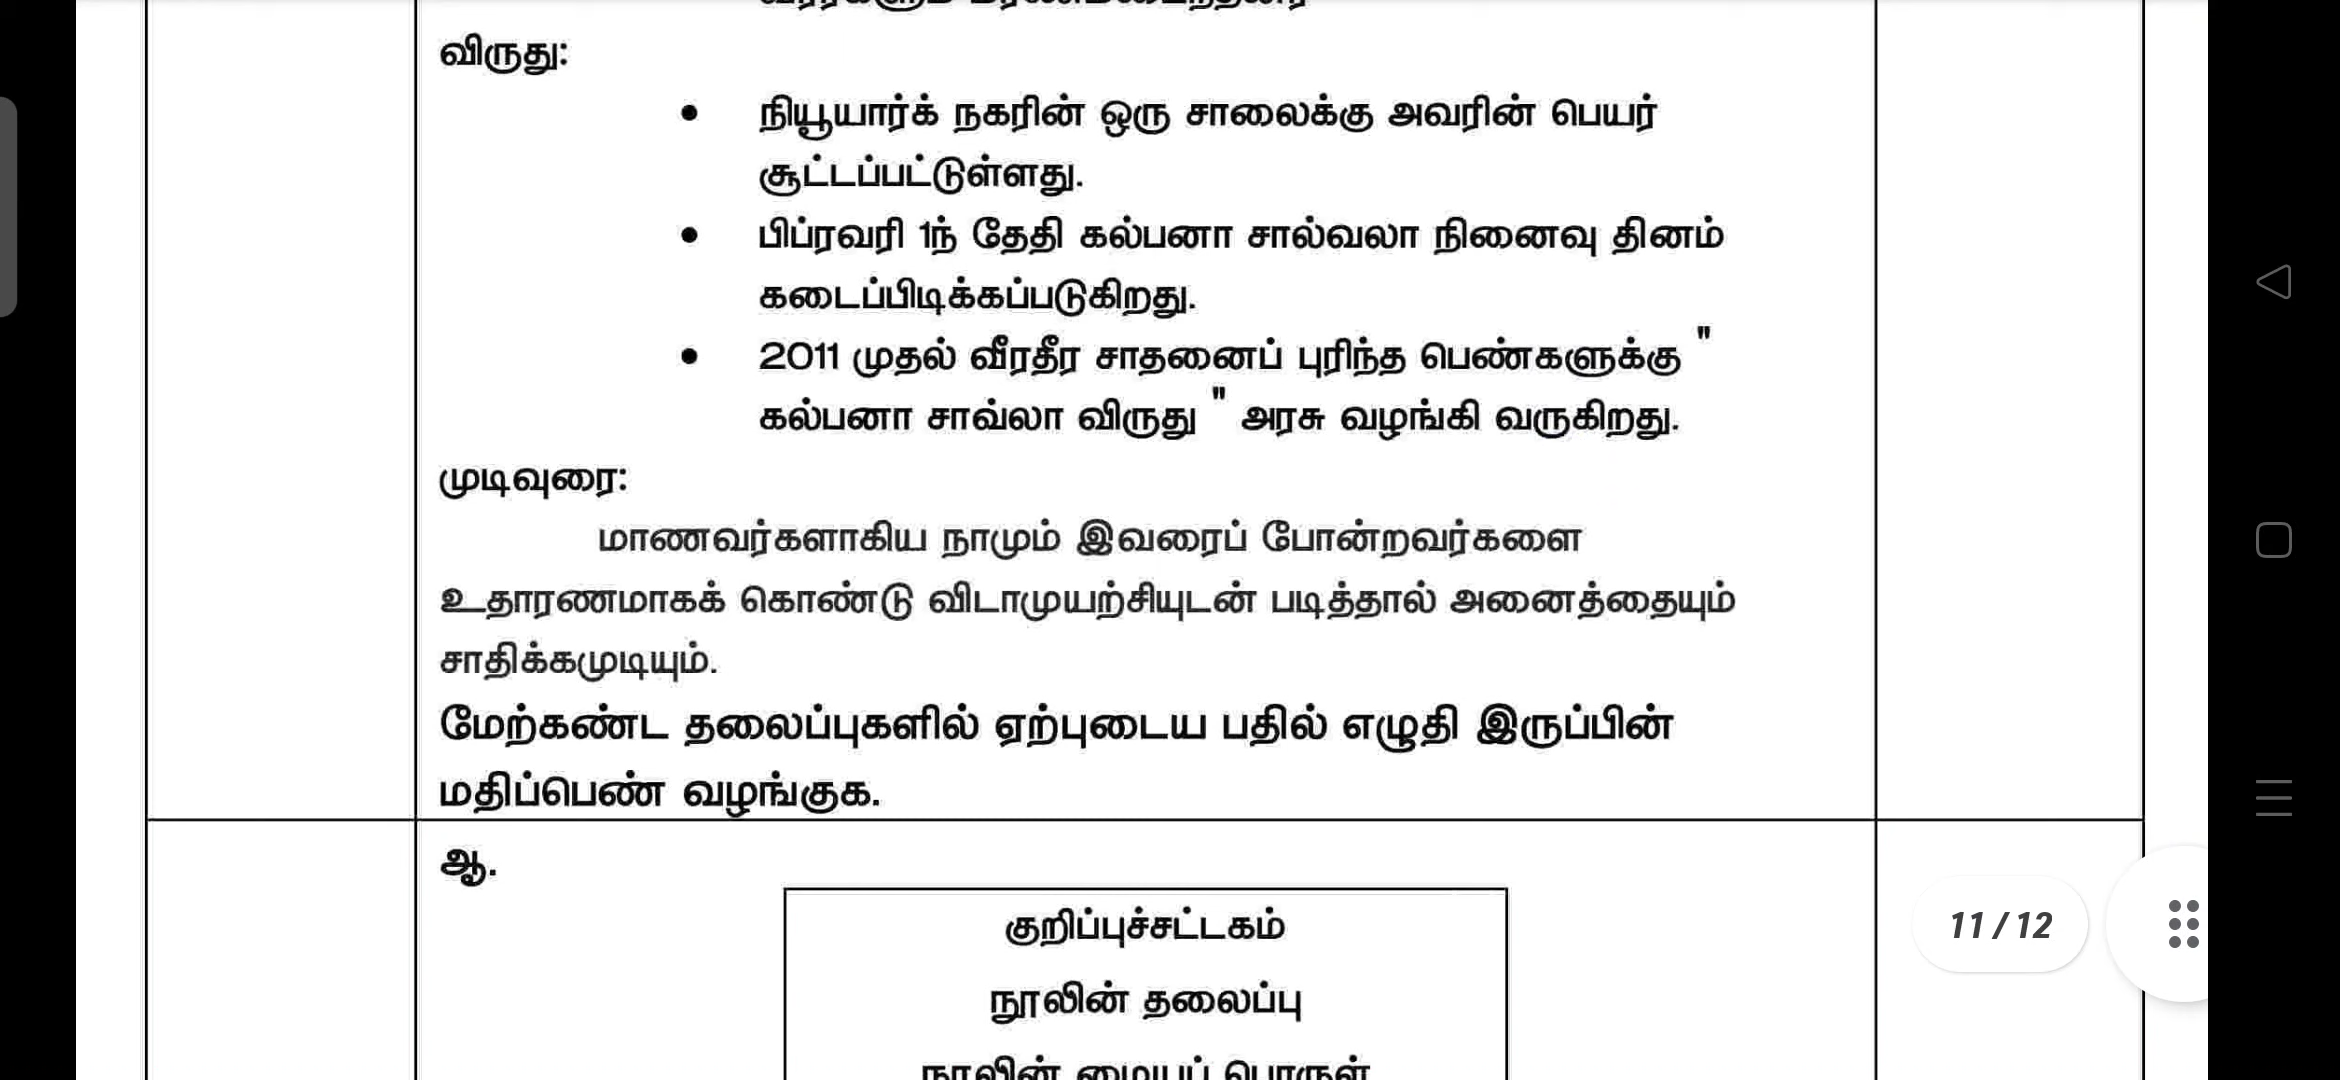 விருது:
• நியூயார்க் நகரின் ஒரு சாலைக்கு அவரின் பெயர்
சூட்டப்பட்டுள்ளது.
• பிப்ரவரி 1ந் தேதி கல்பனா சால்வலா நினைவு தினம்
கடைப்பிடிக்கப்படுகிறது.
• 2011 முதல் வீரதீர சாதனைப் புரிந்த பெண்களுக்கு "
கல்பனா சாவ்லா விருது " அரசு வழங்கி வருகிறது.
முடிவுரை:
மாணவர்களாகிய நாமும் இவரைப் போன்றவர்களை
உதாரணமாகக் கொண்டு விடாமுயற்சியுடன் படித்தால் அனைத்தையும்
சாதிக்கமுடியும்.
மேற்கண்ட தலைப்புகளில் ஏற்புடைய பதில் எழுதி இருப்பின்
மதிப்பெண் வழங்குக.
ஆ.
குறிப்புச்சட்டகம்
நூலின் தலைப்பு
நூலின் மையப் பொருள்
11 / 12